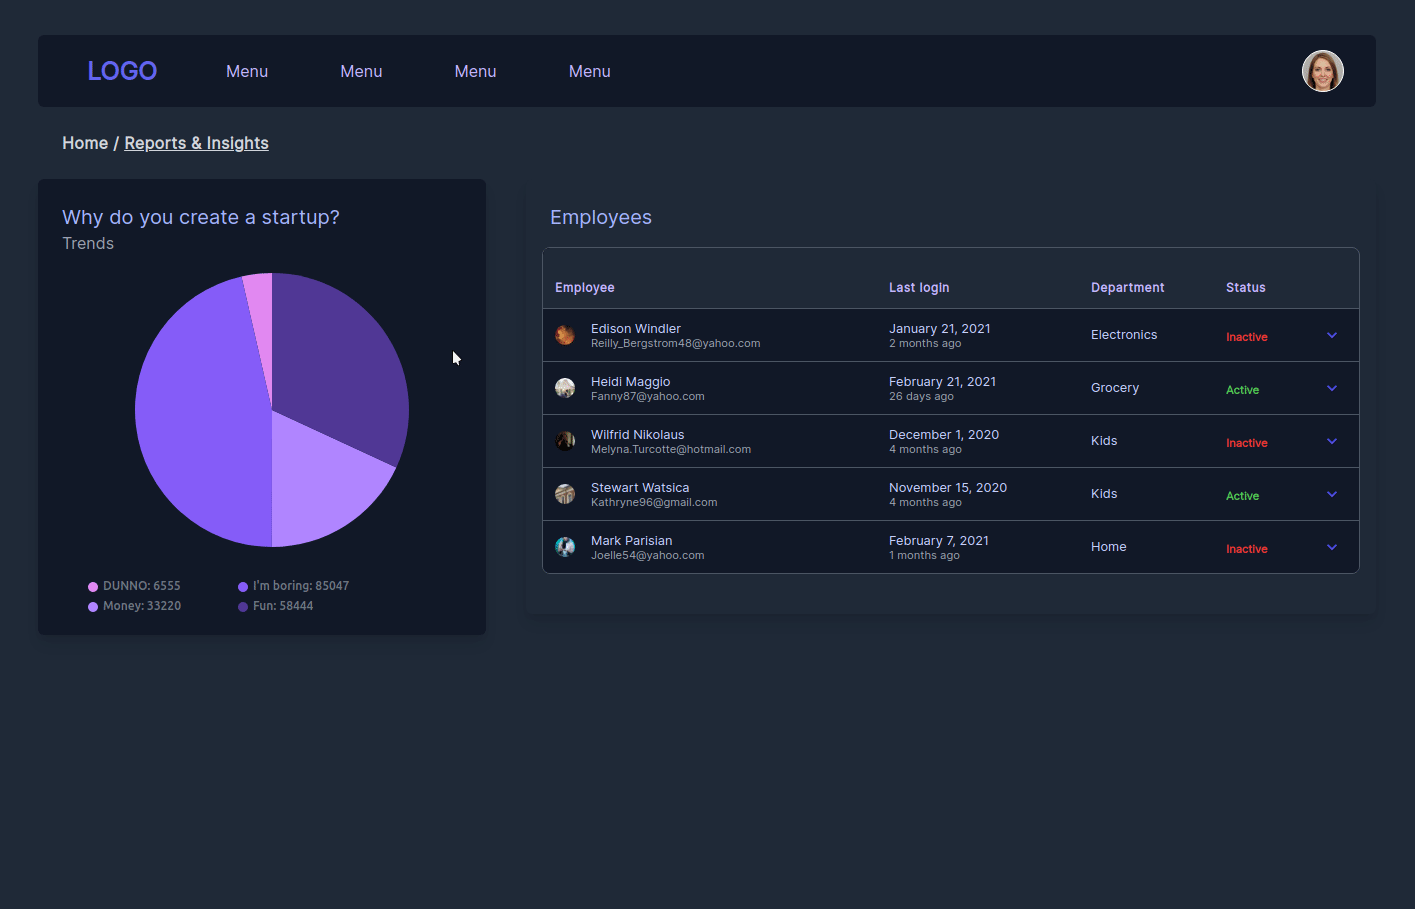 LOGO Menu Menu Menu Menu
Home / Reports & Insights
Why do you create a startup?
Trends
DUNNO: 6555 I'm boring: 85047
Money: 33220 Fun: 58444
Employees
Employee Last login Department Status
Edison Windler January 21, 2021 Electronics Inactive
Reilly_Bergstrom48@yahoo.com 2 months ago
Heidi Maggio February 21, 2021 Grocery Active
Fanny87@yahoo.com 26 days ago
Wilfrid Nikolaus December 1, 2020 Kids Inactive
Melyna.Turcotte@hotmail.com 4 months ago
Stewart Watsica November 15, 2020 Kids Active
Kathryne96@gmail.com 4 months ago
Mark Parisian February 7, 2021 Home Inactive
Joelle54@yahoo.com 1 months ago